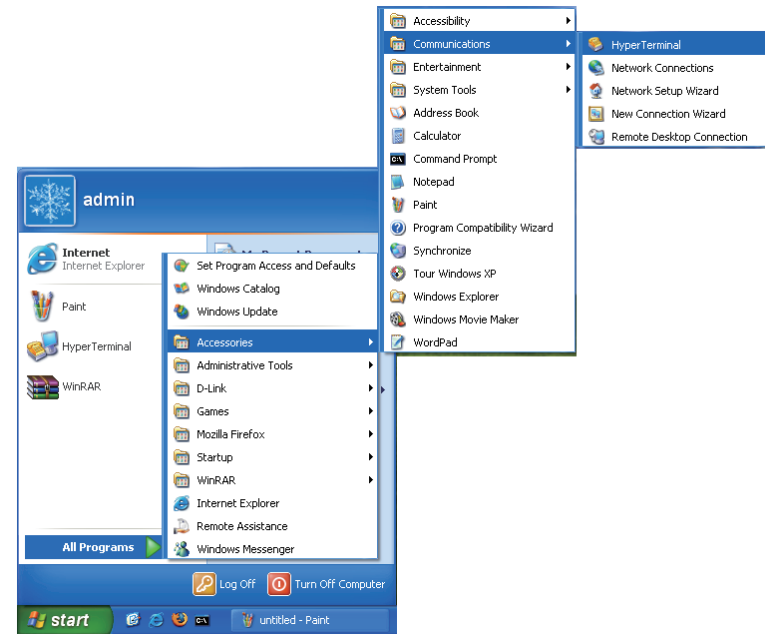 Accessibility
Communications
Entertainment
System Tools
Address Book
Calculator
Command Prompt
Notepad
Paint
Program Compatibility Wizard
Synchronize
Tour Windows XP
Windows Explorer
Windows Movie Maker
WordPad
HyperTerminal
Network Connections
Network Setup Wizard
New Connection Wizard
Remote Desktop Connection
admin
Internet
Internet Explorer
Paint
HyperTerminal
WinRAR
All Programs
Set Program Access and Defaults
Windows Catalog
Windows Update
Accessories
Administrative Tools
D-Link
Games
Mozilla Firefox
Startup
WinRAR
Internet Explorer
Remote Assistance
Windows Messenger
Log Off
Turn Off Computer
start
untitled - Paint